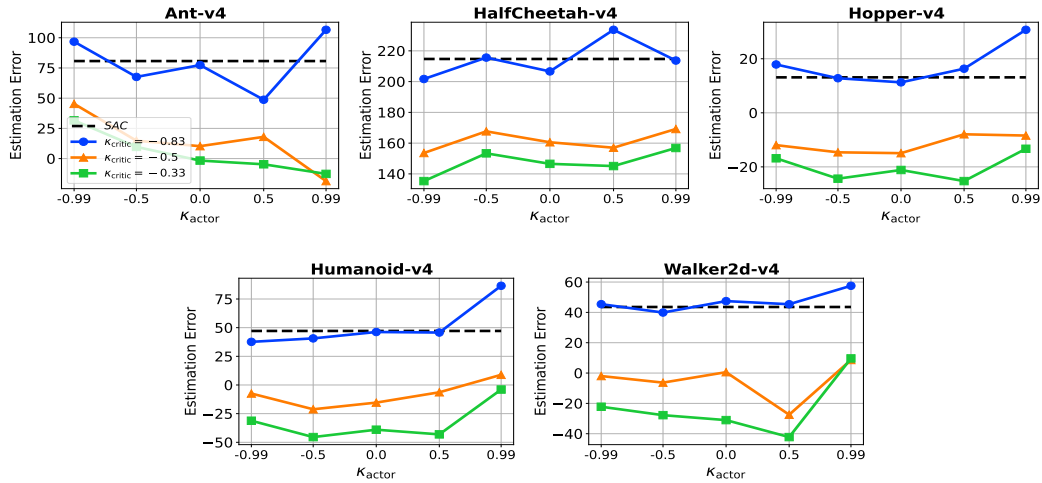 Ant-v4
Estimation Error
100
75
50
25
0
SAC
κcritic = −0.83
κcritic = −0.5
κcritic = −0.33
-0.99 -0.5 0.0 0.5 0.99
κactor
HalfCheetah-v4
Estimation Error
220
200
180
160
140
-0.99 -0.5 0.0 0.5 0.99
κactor
Hopper-v4
Estimation Error
20
0
−20
-0.99 -0.5 0.0 0.5 0.99
κactor
Humanoid-v4
Estimation Error
75
50
25
0
−25
−50
-0.99 -0.5 0.0 0.5 0.99
κactor
Walker2d-v4
Estimation Error
60
40
20
0
−20
−40
-0.99 -0.5 0.0 0.5 0.99
κactor